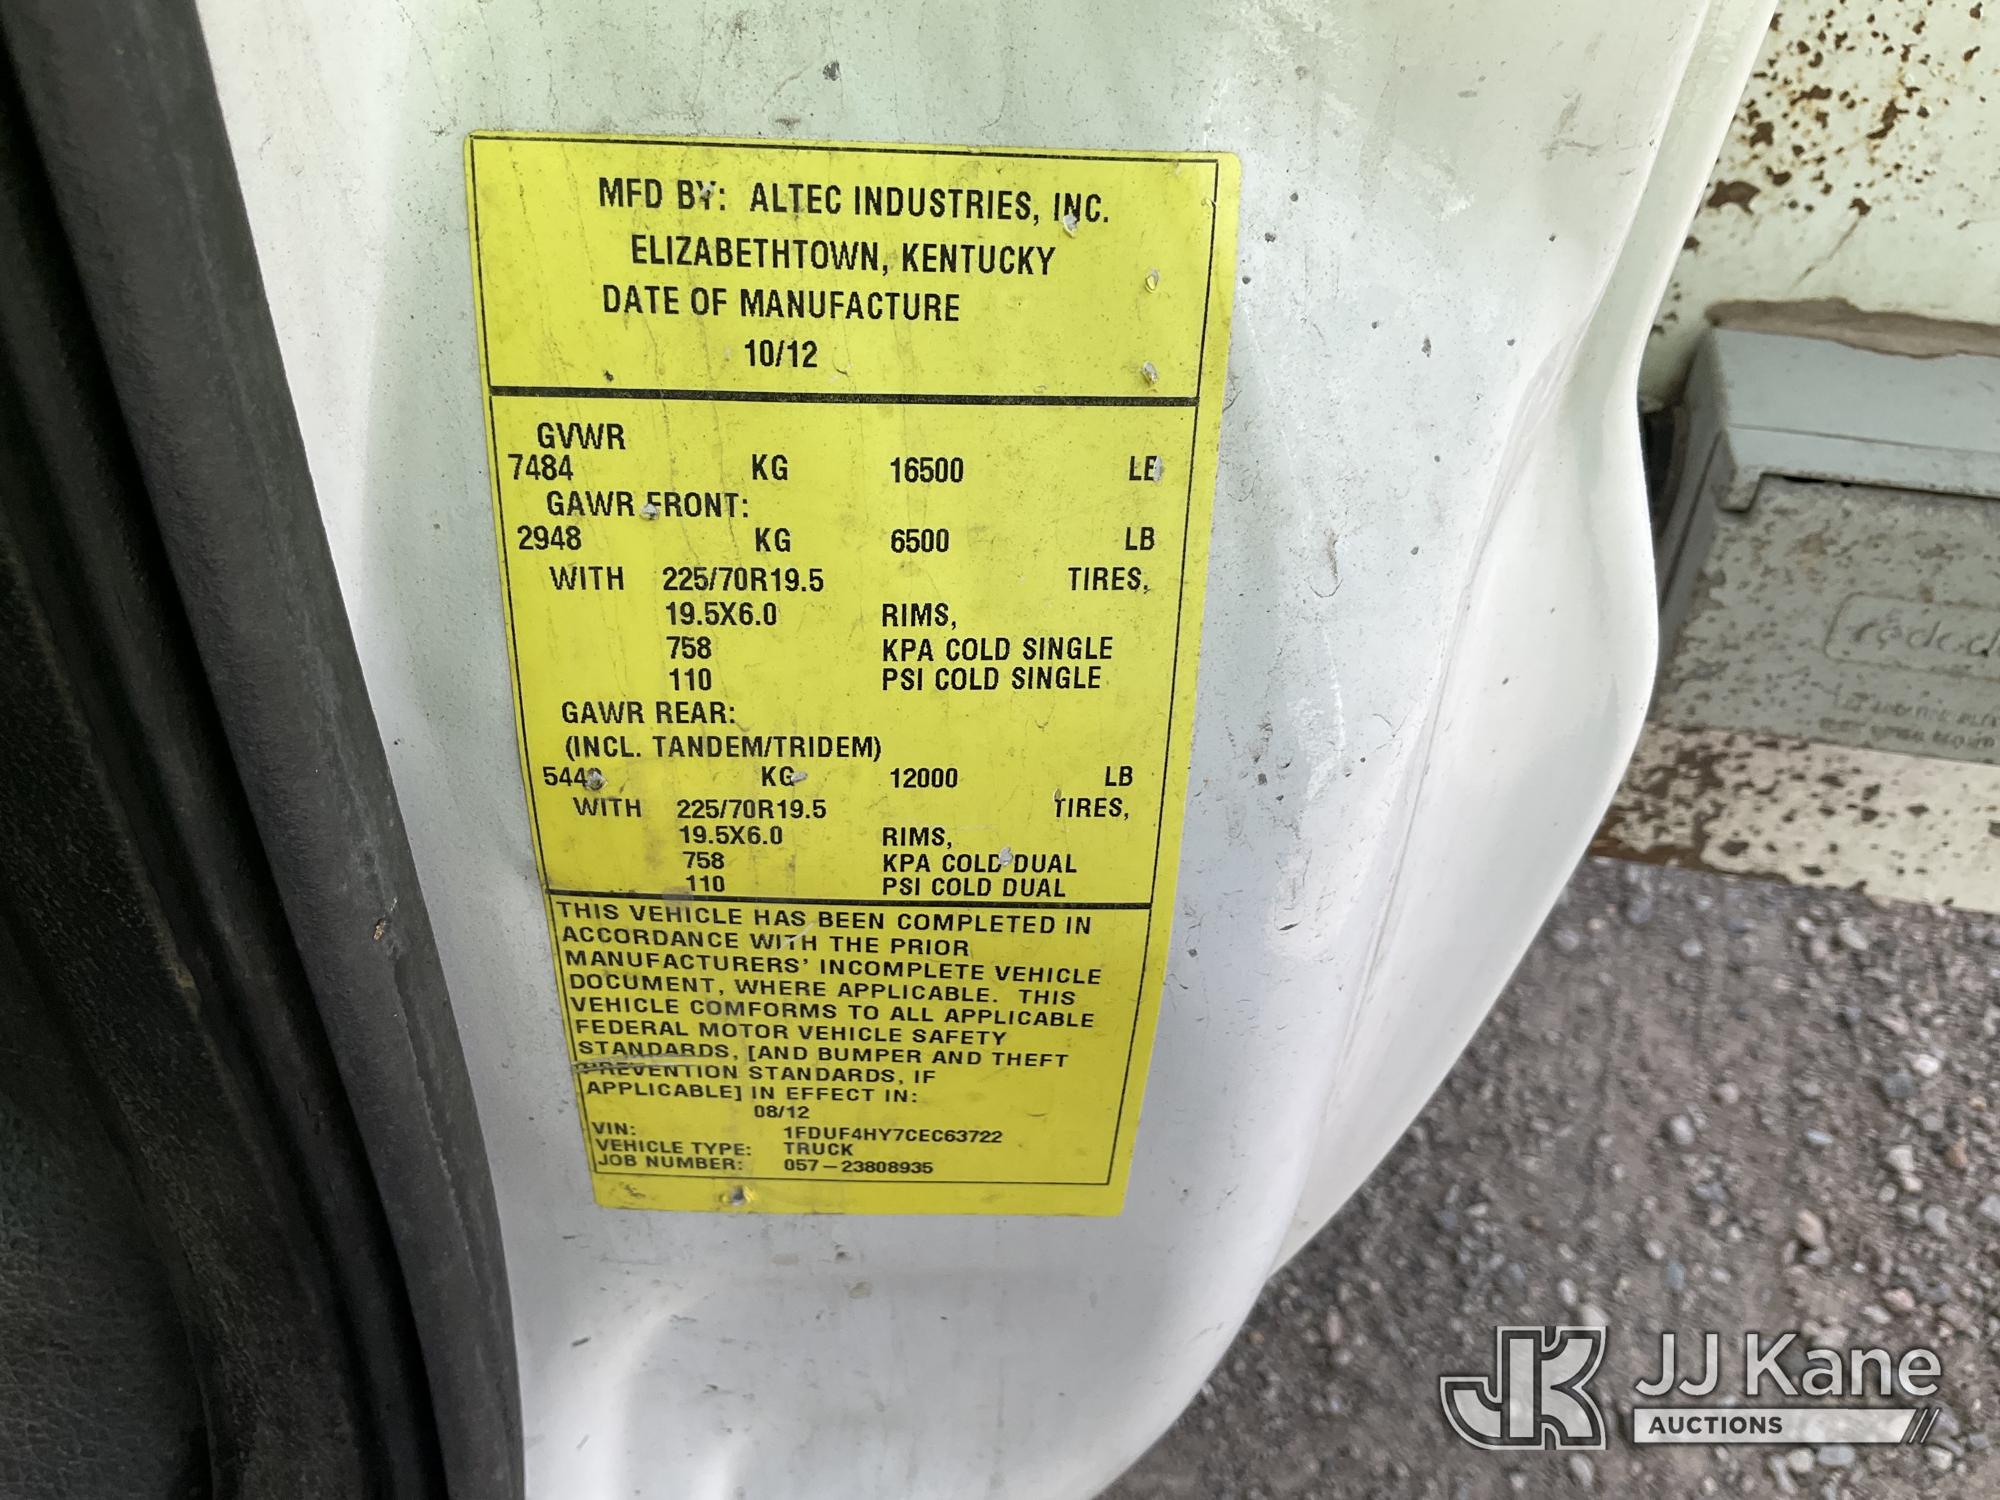 MFD BY: ALTEC INDUSTRIES, INC.
ELIZABETHTOWN, KENTUCKY
DATE OF MANUFACTURE
10/12
GVWR
7484 KG 16500 LB
GAWR FRONT:
2948 KG 6500 LB
WITH 225/70R19.5 TIRES,
19.5X6.0 RIMS,
758 KPA COLD SINGLE
110 PSI COLD SINGLE
GAWR REAR:
(INCL. TANDEM/TRIDEM)
5443 KG 12000 LB
WITH 225/70R19.5 TIRES,
19.5X6.0 RIMS,
758 KPA COLD DUAL
110 PSI COLD DUAL
THIS VEHICLE HAS BEEN COMPLETED IN
ACCORDANCE WITH THE PRIOR
MANUFACTURERS' INCOMPLETE VEHICLE
DOCUMENT, WHERE APPLICABLE. THIS
VEHICLE COMFORMS TO ALL APPLICABLE
FEDERAL MOTOR VEHICLE SAFETY
STANDARDS, [AND BUMPER AND THEFT
PREVENTION STANDARDS, IF
APPLICABLE] IN EFFECT IN:
08/12
VIN: 1FDUF4HY7CEC63722
VEHICLE TYPE: TRUCK
JOB NUMBER: 057-23808935
JK JJ Kane
AUCTIONS